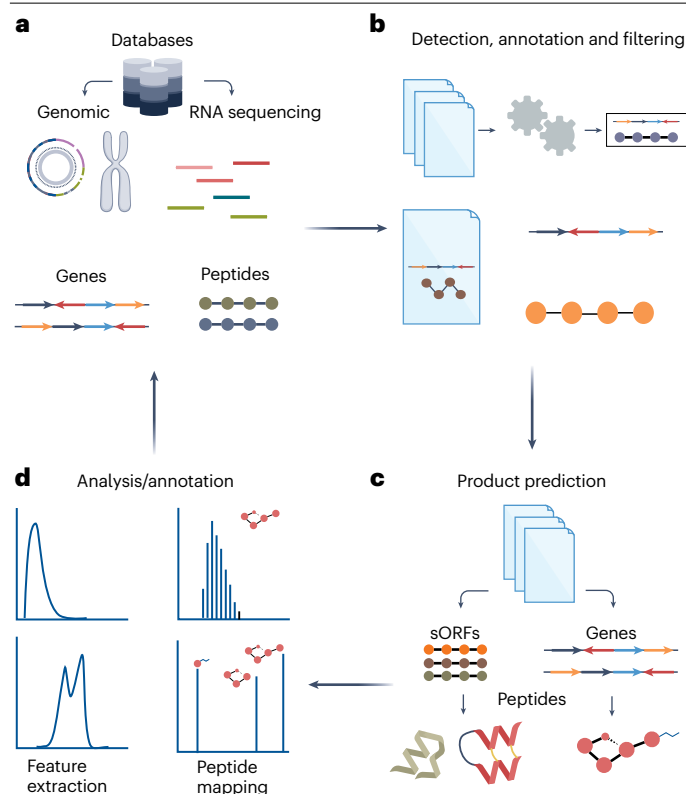 a
Databases
Genomic
RNA sequencing
Genes
Peptides
b
Detection, annotation and filtering
c
Product prediction
sORFs
Genes
Peptides
d
Analysis/annotation
Feature
extraction
Peptide
mapping